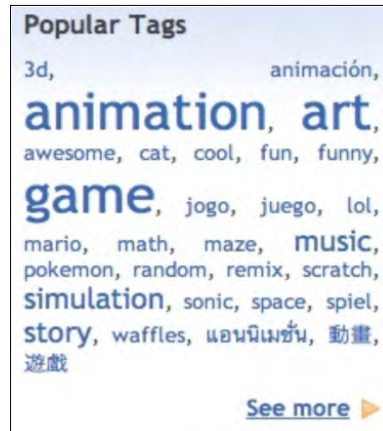 Popular Tags
3d, animación,
animation, art,
awesome, cat, cool, fun, funny,
game, jogo, juego, lol,
mario, math, maze, music,
pokemon, random, remix, scratch,
simulation, sonic, space, spiel,
story, waffles, แอนนิเมชั่น, 動畫,
遊戲
See more